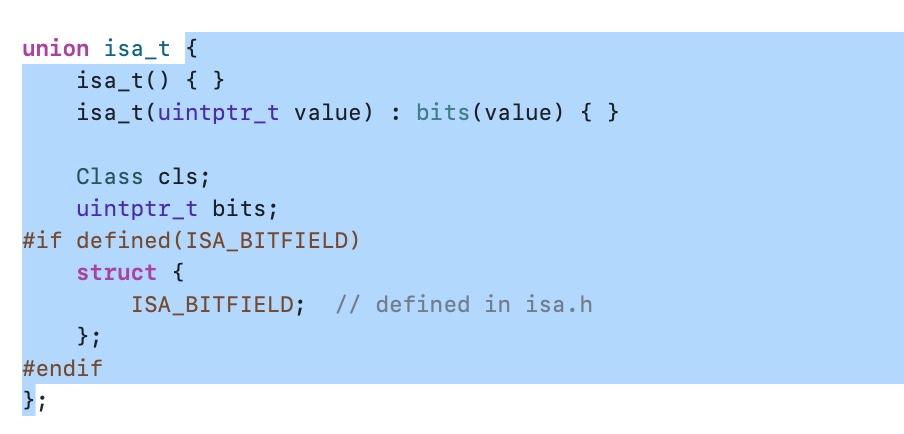 union isa_t {
    isa_t() { }
    isa_t(uintptr_t value) : bits(value) { }

    Class cls;
    uintptr_t bits;
#if defined(ISA_BITFIELD)
    struct {
        ISA_BITFIELD;  // defined in isa.h
    };
#endif
};